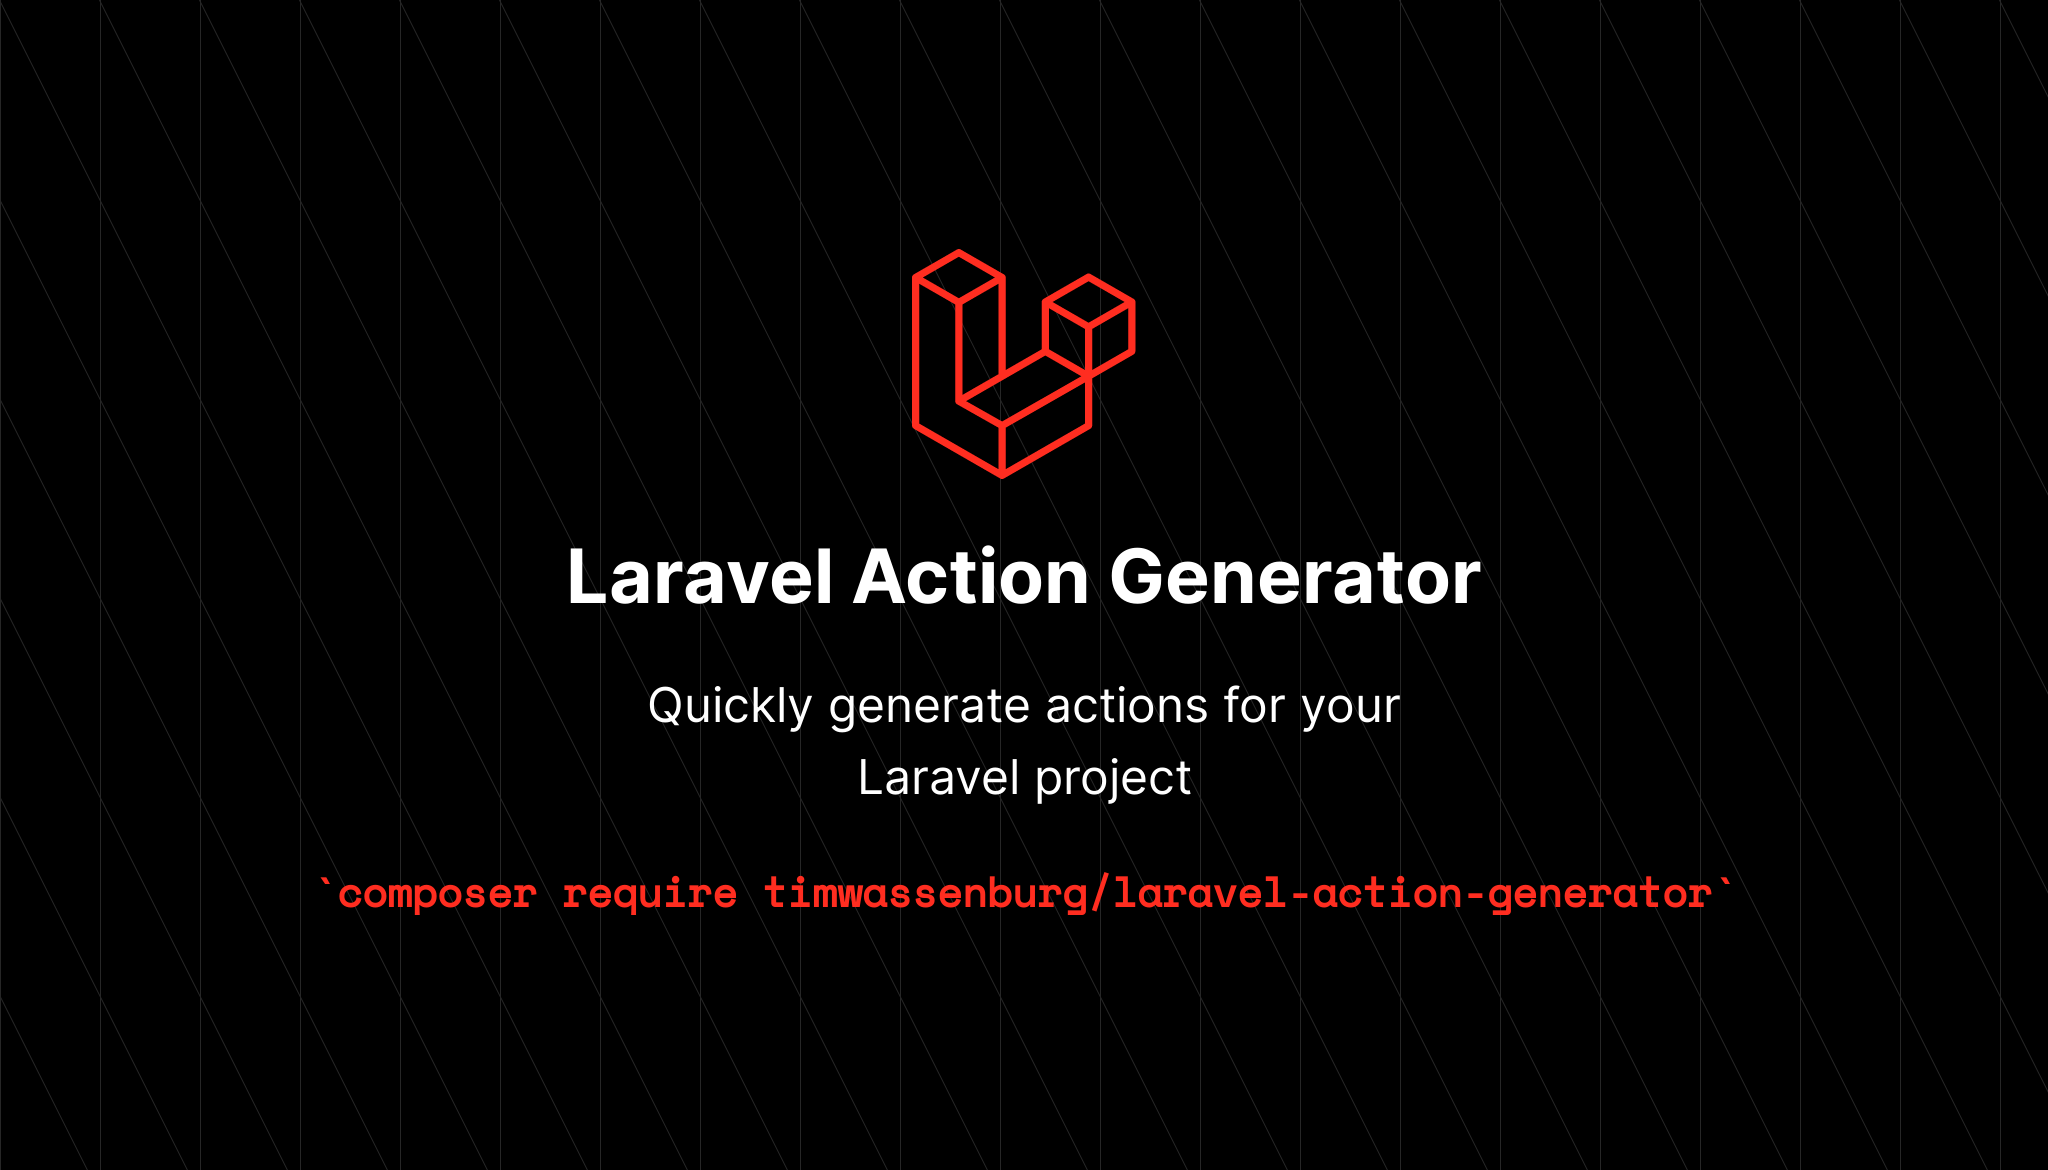 Laravel Action Generator
Quickly generate actions for your
Laravel project
`composer require timwassenburg/laravel-action-generator`